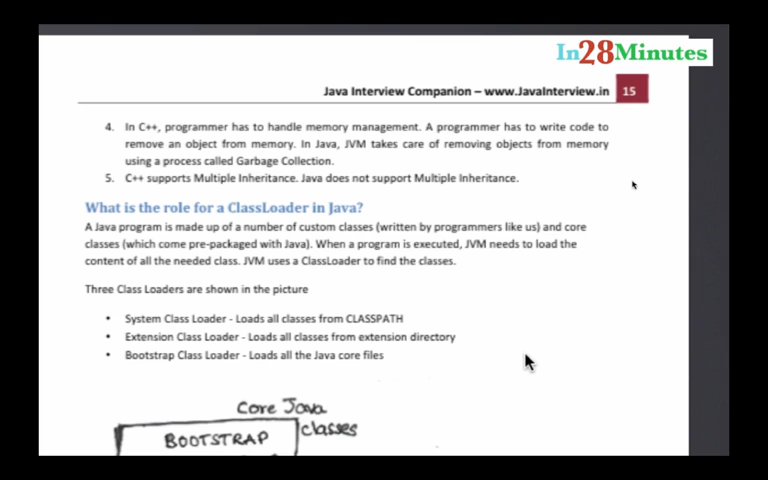 In28Minutes
Java Interview Companion – www.JavaInterview.in 15
4. In C++, programmer has to handle memory management. A programmer has to write code to
remove an object from memory. In Java, JVM takes care of removing objects from memory
using a process called Garbage Collection.
5. C++ supports Multiple Inheritance. Java does not support Multiple Inheritance.
What is the role for a ClassLoader in Java?
A Java program is made up of a number of custom classes (written by programmers like us) and core
classes (which come pre-packaged with Java). When a program is executed, JVM needs to load the
content of all the needed class. JVM uses a ClassLoader to find the classes.
Three Class Loaders are shown in the picture
• System Class Loader - Loads all classes from CLASSPATH
• Extension Class Loader - Loads all classes from extension directory
• Bootstrap Class Loader - Loads all the Java core files
Core Java
classes
BOOTSTRAP